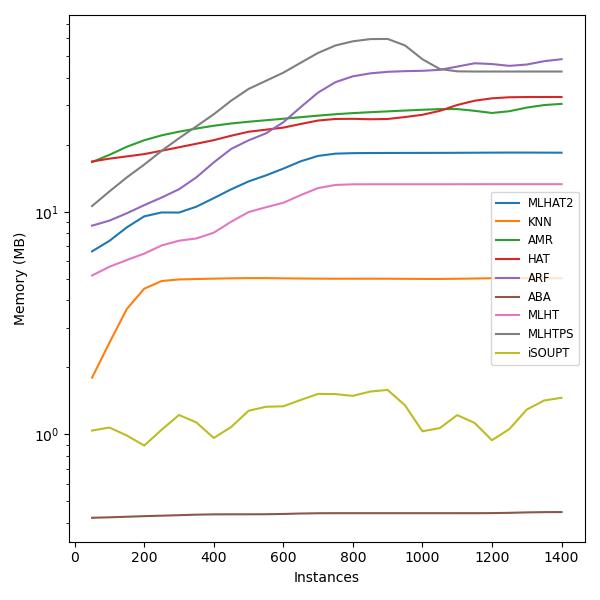 Memory (MB)
10¹
10⁰
0 200 400 600 800 1000 1200 1400
Instances
MLHAT2
KNN
AMR
HAT
ARF
ABA
MLHT
MLHTPS
iSOUPT